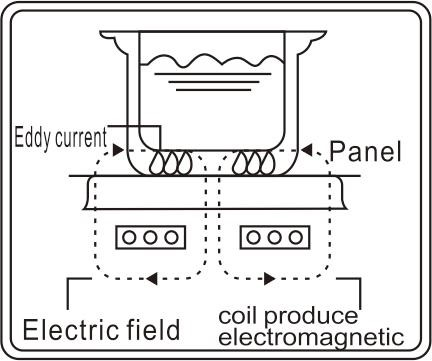 Eddy current
Panel
Electric field
coil produce
electromagnetic